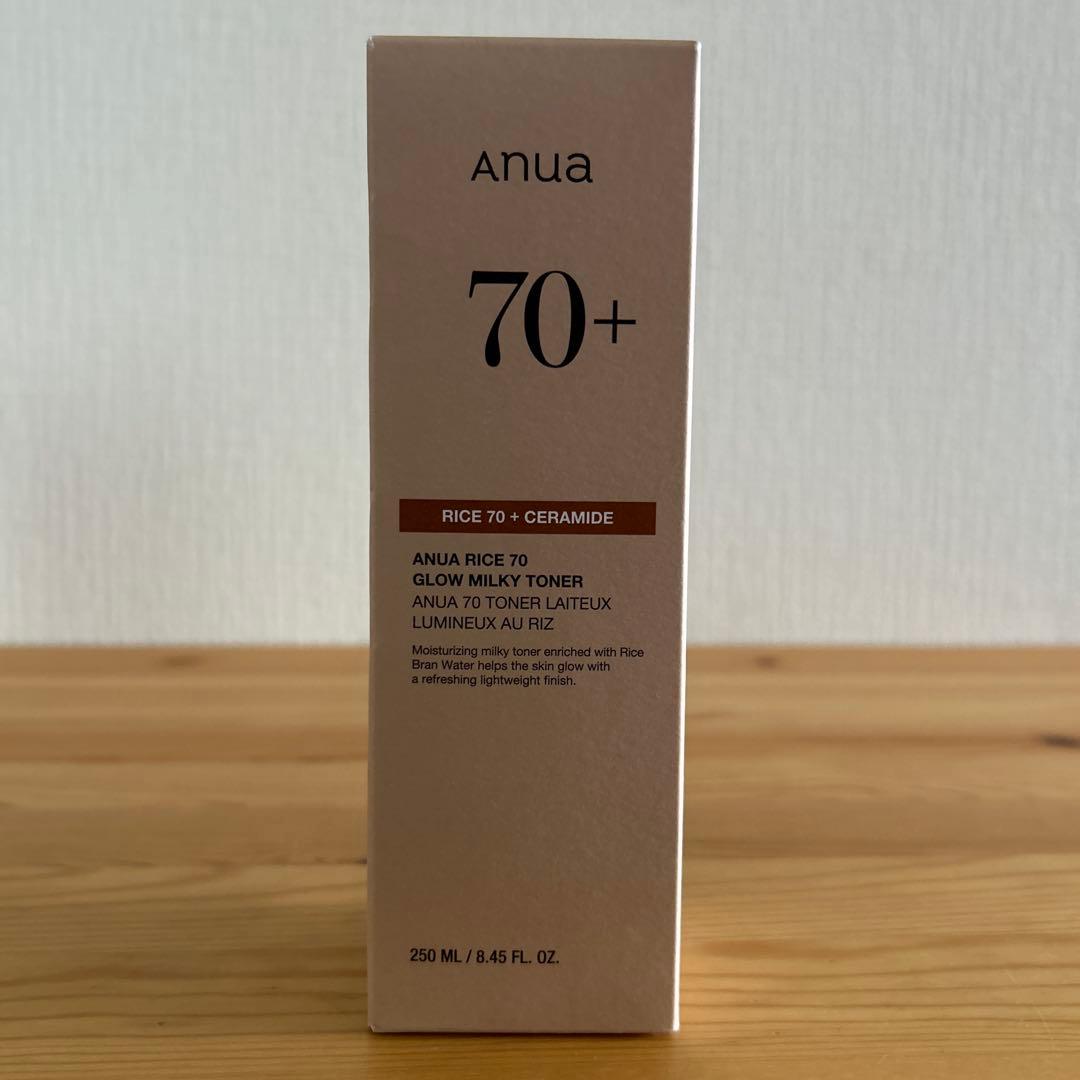 Anua
70+
RICE 70 + CERAMIDE
ANUA RICE 70
GLOW MILKY TONER
ANUA 70 TONER LAITEUX
LUMINEUX AU RIZ
Moisturizing milky toner enriched with Rice
Bran Water helps the skin glow with
a refreshing lightweight finish.
250 ML / 8.45 FL. OZ.